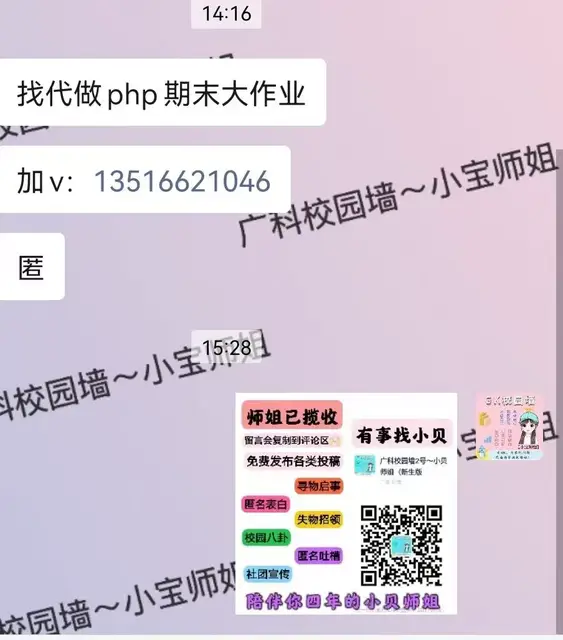 14:16
找代做php期末大作业
加v：13516621046
广科校园墙～小宝师姐
匿
15:28
科校园墙～小宝师姐
师姐已揽收
留言会复制到评论区
免费发布各类投稿
寻物启事
匿名表白
失物招领
校园八卦
匿名吐槽
社团宣传
有事找小贝
广科校园墙2号～小贝
师姐（新生版
陪伴你四年的小贝师姐
广科校园墙～小宝师姐